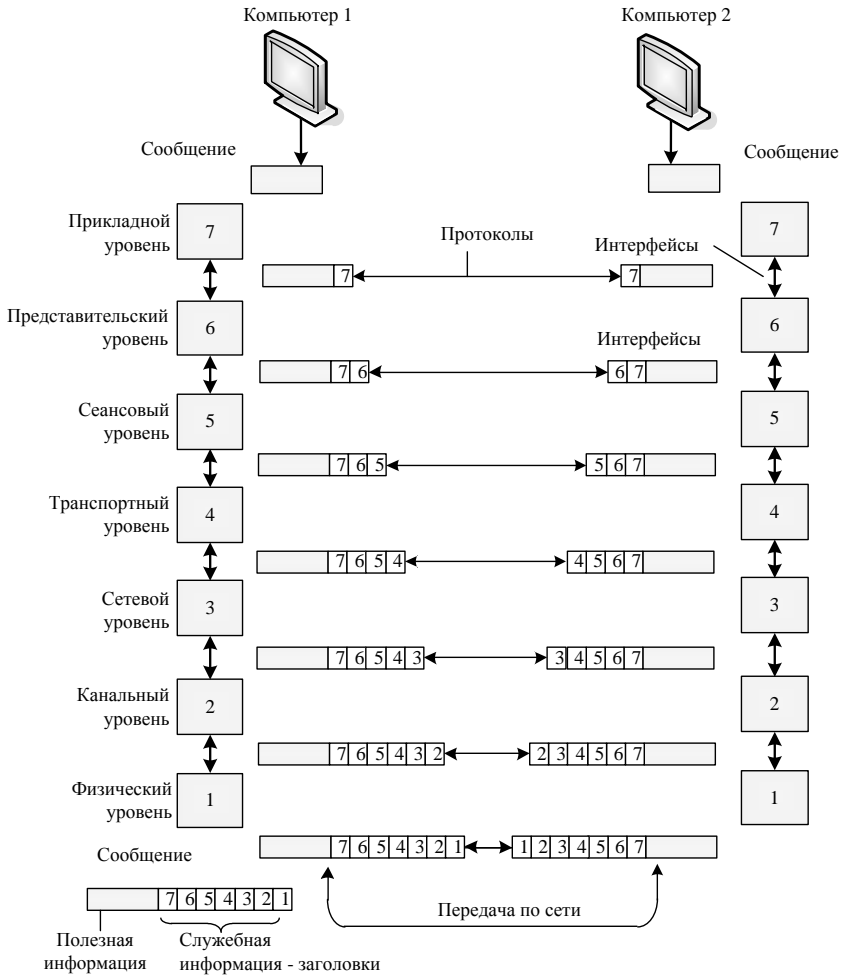 Компьютер 1
Компьютер 2
Сообщение
Сообщение
Прикладной
уровень
7
Протоколы
Интерфейсы
7
7
7
Представительский
уровень
6
Интерфейсы
6
7 6
6 7
Сеансовый
уровень
5
5
7 6 5
5 6 7
Транспортный
уровень
4
4
7 6 5 4
4 5 6 7
Сетевой
уровень
3
3
7 6 5 4 3
3 4 5 6 7
Канальный
уровень
2
2
7 6 5 4 3 2
2 3 4 5 6 7
Физический
уровень
1
1
Сообщение
7 6 5 4 3 2 1
1 2 3 4 5 6 7
7 6 5 4 3 2 1
Передача по сети
Полезная
информация
Служебная
информация - заголовки